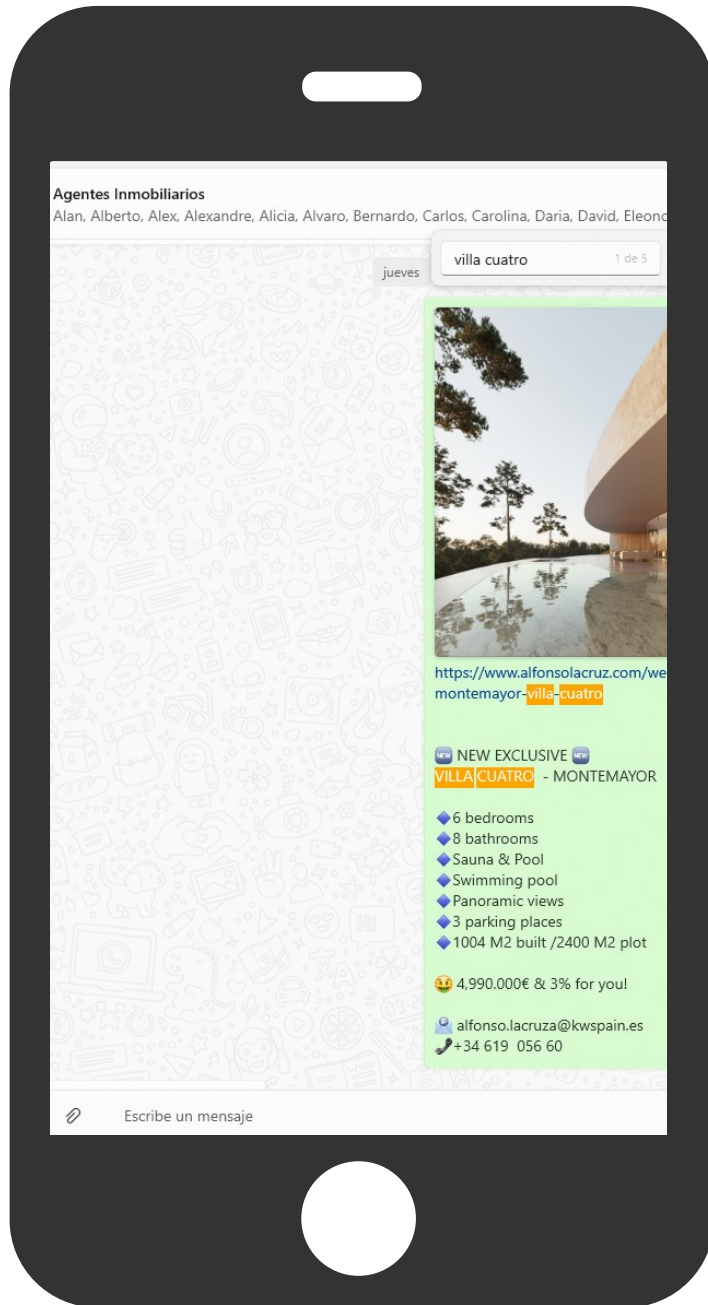 Agentes Inmobiliarios
Alan, Alberto, Alex, Alexandre, Alicia, Alvaro, Bernardo, Carlos, Carolina, Daria, David, Eleono
villa cuatro 1 de 5
jueves
https://www.alfonsolacruz.com/we
montemayor-villa-cuatro
🆕 NEW EXCLUSIVE 🆕
VILLA CUATRO - MONTEMAYOR
🔹6 bedrooms
🔹8 bathrooms
🔹Sauna & Pool
🔹Swimming pool
🔹Panoramic views
🔹3 parking places
🔹1004 M2 built /2400 M2 plot
🤑 4,990.000€ & 3% for you!
📧 alfonso.lacruza@kwspain.es
📞+34 619 056 60
Escribe un mensaje